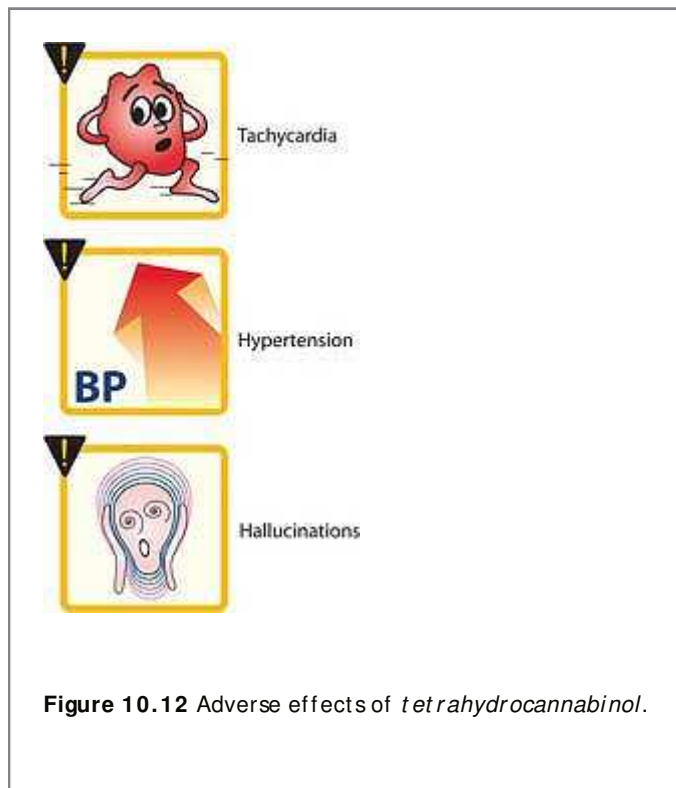 !
Tachycardia
!
BP
Hypertension
!
Hallucinations
Figure 10.12 Adverse effects of tetrahydrocannabinol.